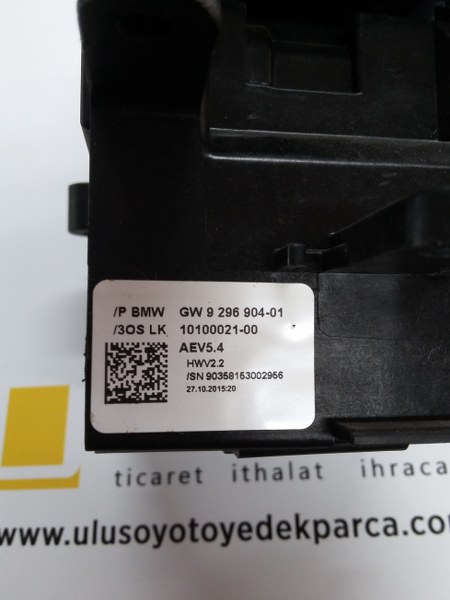 /P BMW GW 9 296 904-01
/3OS LK 10100021-00
AEV5.4
HWV2.2
/SN 90358153002956
27.10.2015:20
ticaret ithalat ihraca
www.ulusoyotoyedekparca.com